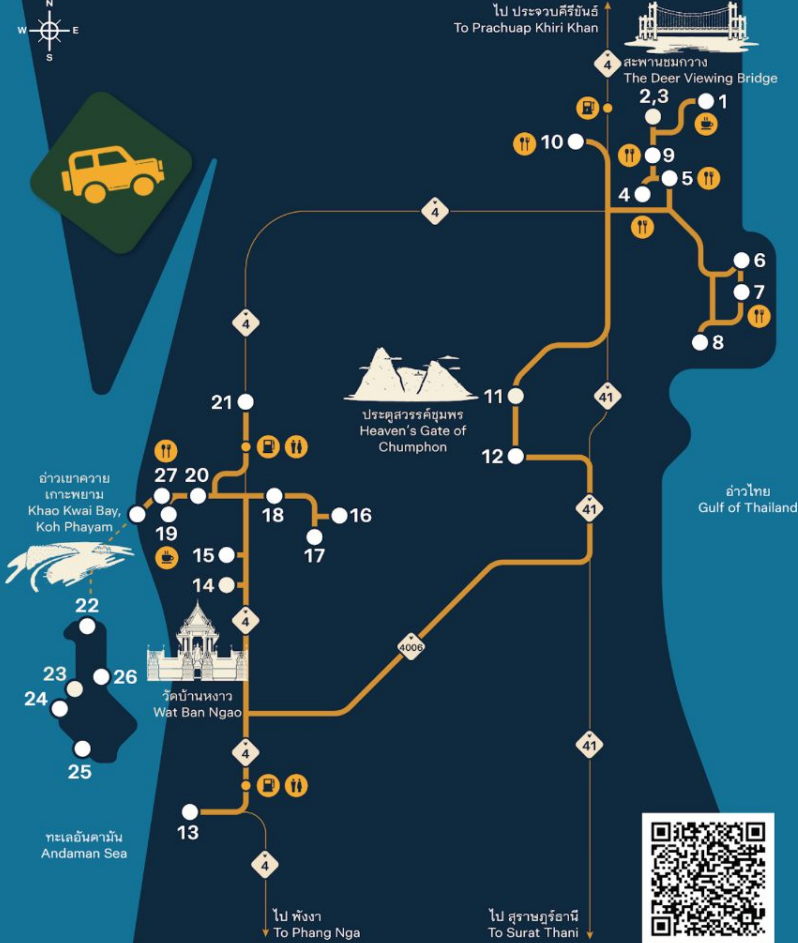 N
W E
S
ไป ประจวบคีรีขันธ์
To Prachuap Khiri Khan
4
สะพานชมกวาง
The Deer Viewing Bridge
2,3
1
10
9
4
5
4
6
7
8
4
11
41
ประตูสวรรค์ชุมพร
Heaven's Gate of
Chumphon
12
21
อ่าวเขาควาย
เกาะพยาม
Khao Kwai Bay,
Koh Phayam
27
20
19
18
16
17
41
อ่าวไทย
Gulf of Thailand
15
14
4
4006
22
23
26
24
25
วัดบ้านหงาว
Wat Ban Ngao
4
41
13
ทะเลอันดามัน
Andaman Sea
4
ไป พังงา
To Phang Nga
ไป สุราษฎร์ธานี
To Surat Thani